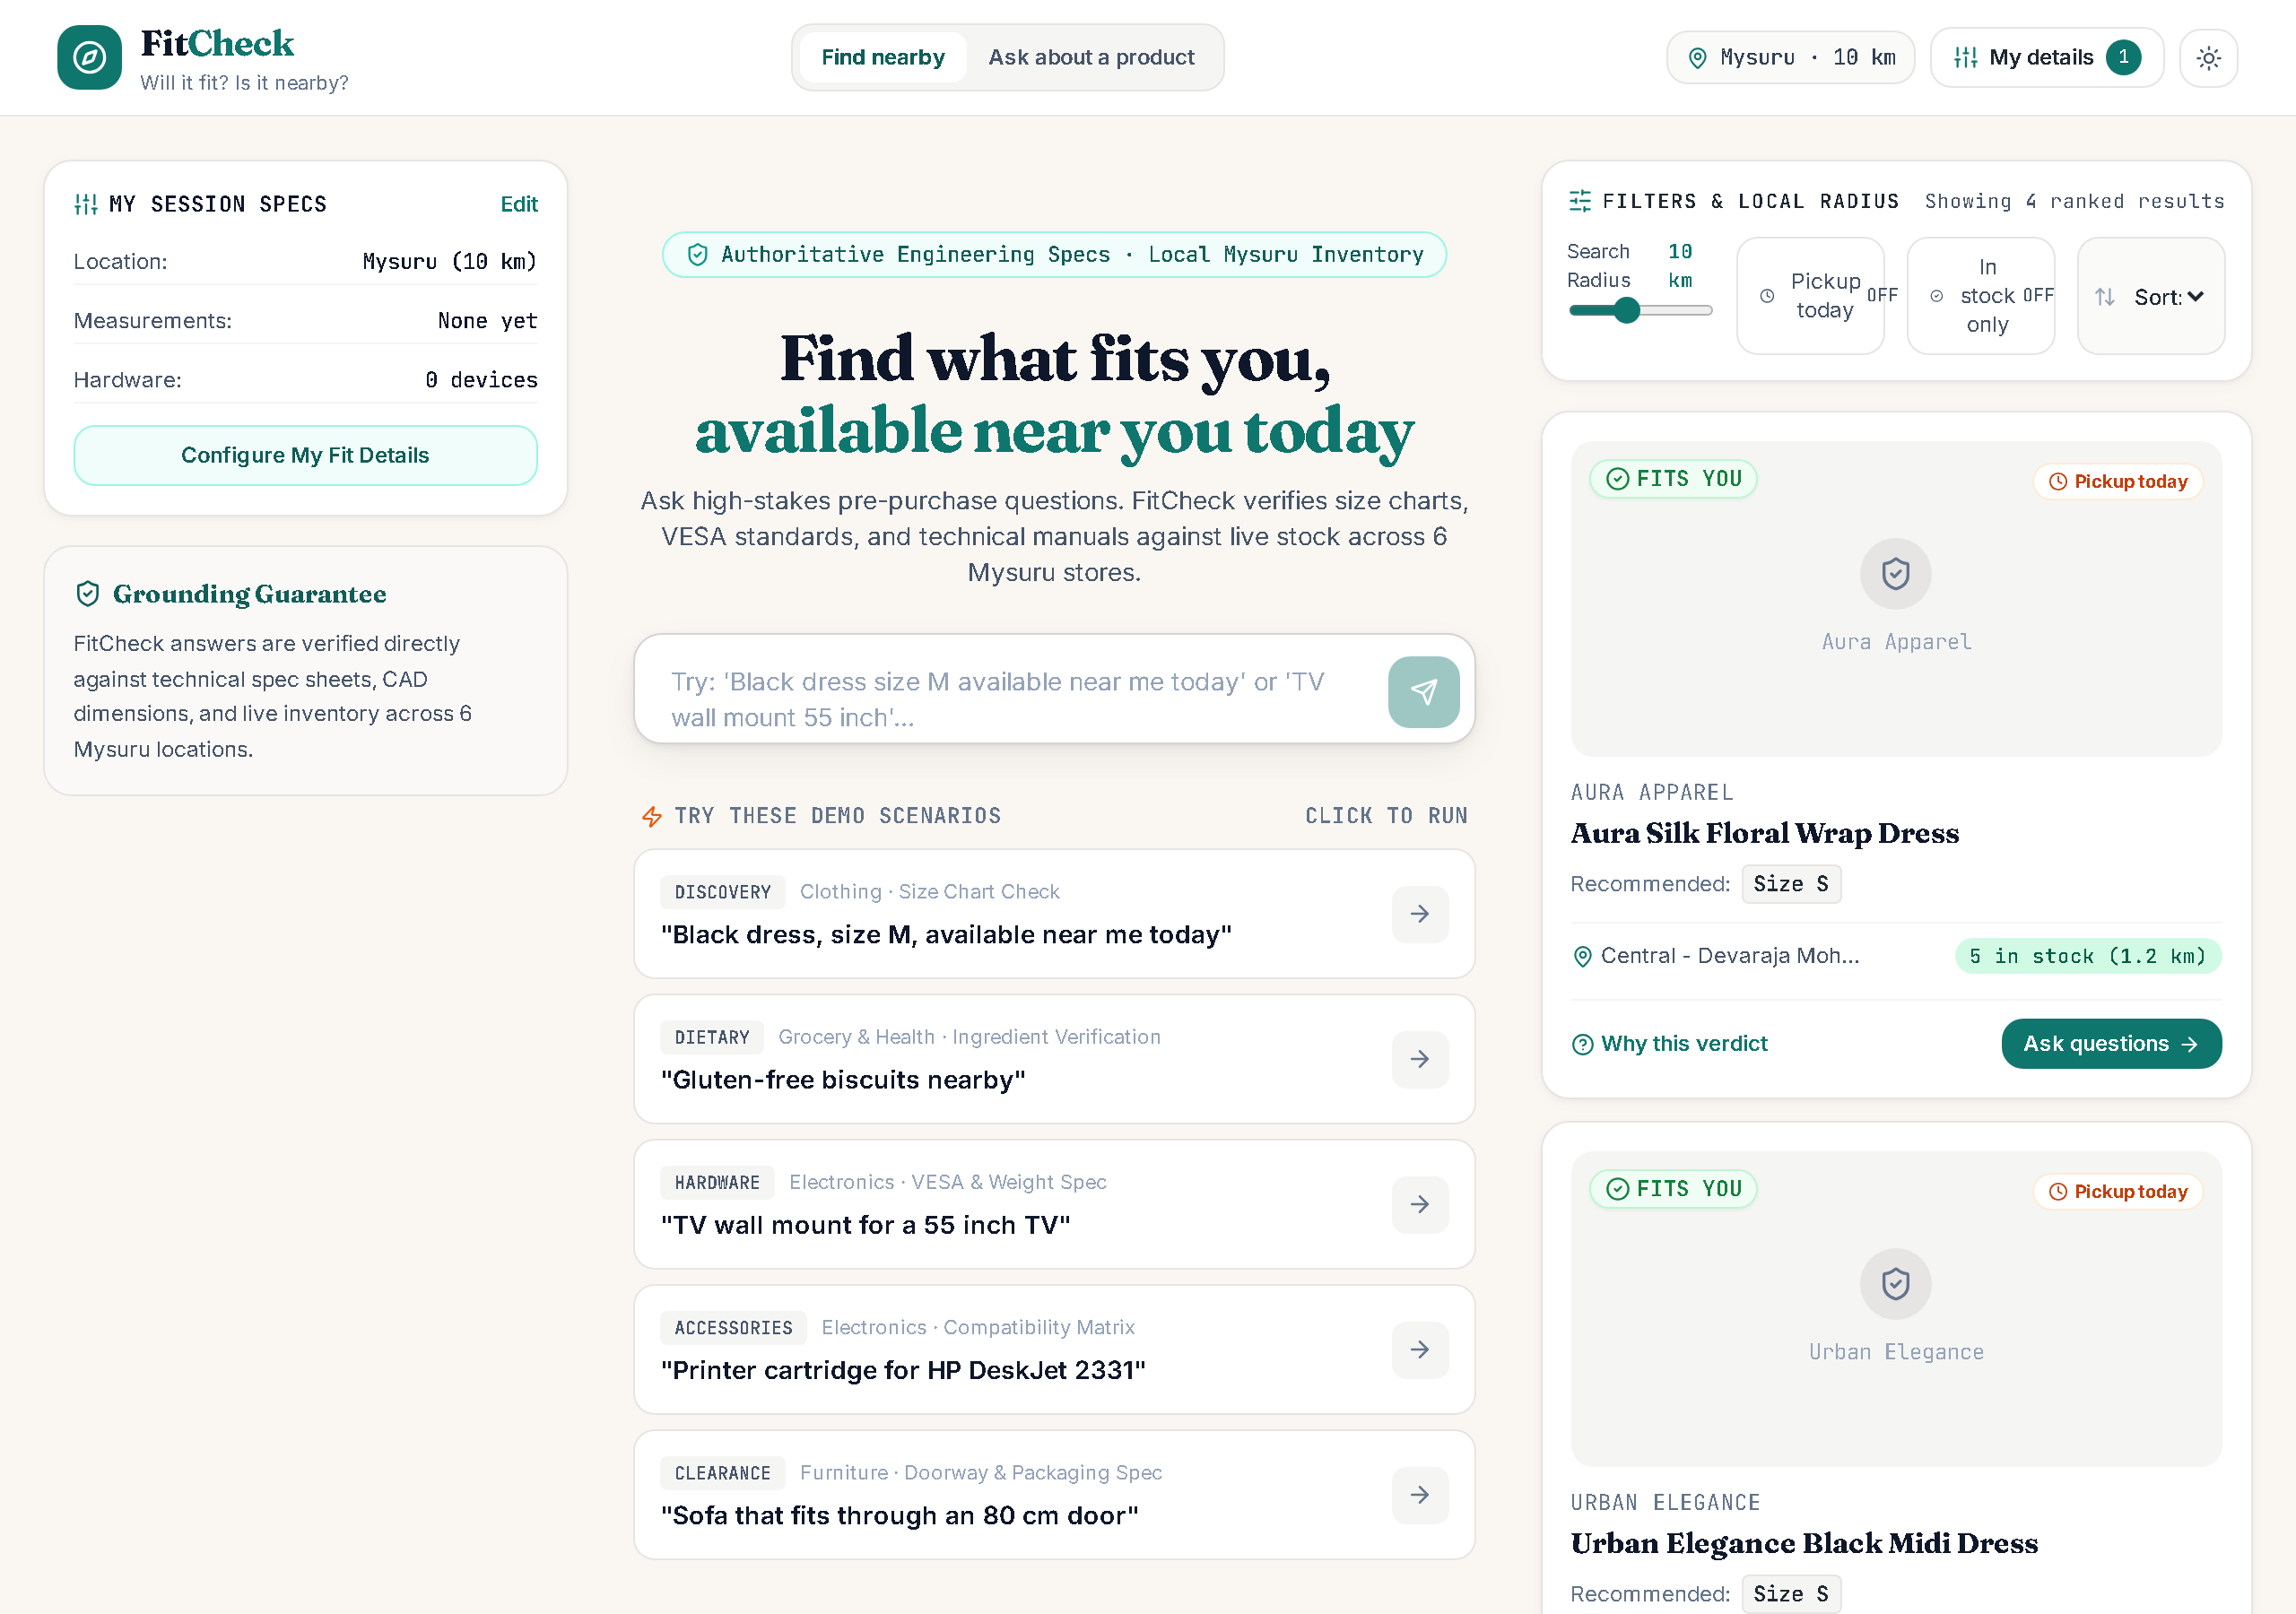 FitCheck
Will it fit? Is it nearby?
Find nearby
Ask about a product
Mysuru · 10 km
My details 1
MY SESSION SPECS
Edit
Location: Mysuru (10 km)
Measurements: None yet
Hardware: 0 devices
Configure My Fit Details
Grounding Guarantee
FitCheck answers are verified directly
against technical spec sheets, CAD
dimensions, and live inventory across 6
Mysuru locations.
Authoritative Engineering Specs · Local Mysuru Inventory
Find what fits you,
available near you today
Ask high-stakes pre-purchase questions. FitCheck verifies size charts,
VESA standards, and technical manuals against live stock across 6
Mysuru stores.
Try: 'Black dress size M available near me today' or 'TV
wall mount 55 inch'...
TRY THESE DEMO SCENARIOS
CLICK TO RUN
DISCOVERY Clothing · Size Chart Check
"Black dress, size M, available near me today"
DIETARY Grocery & Health · Ingredient Verification
"Gluten-free biscuits nearby"
HARDWARE Electronics · VESA & Weight Spec
"TV wall mount for a 55 inch TV"
ACCESSORIES Electronics · Compatibility Matrix
"Printer cartridge for HP DeskJet 2331"
CLEARANCE Furniture · Doorway & Packaging Spec
"Sofa that fits through an 80 cm door"
FILTERS & LOCAL RADIUS
Showing 4 ranked results
Search
Radius
10
km
Pickup
today
OFF
In
stock
only
OFF
Sort:
FITS YOU
Pickup today
Aura Apparel
AURA APPAREL
Aura Silk Floral Wrap Dress
Recommended: Size S
Central - Devaraja Moh...
5 in stock (1.2 km)
Why this verdict
Ask questions
FITS YOU
Pickup today
Urban Elegance
URBAN ELEGANCE
Urban Elegance Black Midi Dress
Recommended: Size S